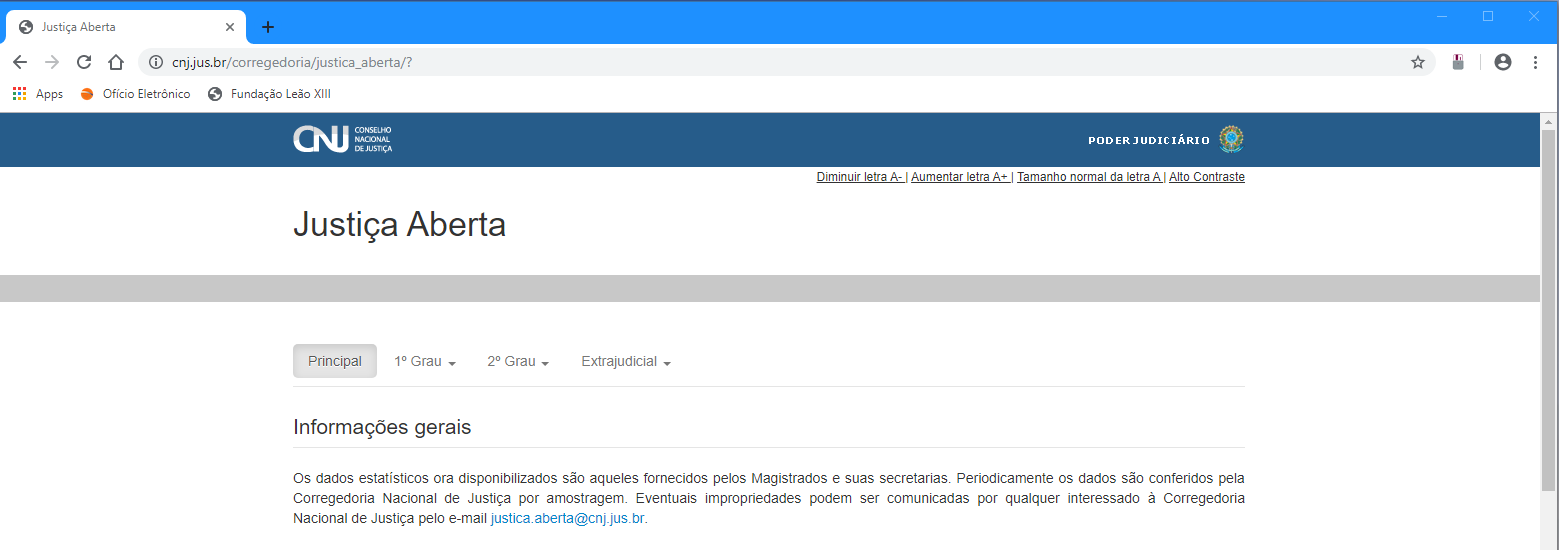 Justiça Aberta
cnj.jus.br/corregedoria/justica_aberta/?
Apps Ofício Eletrônico Fundação Leão XIII
CNJ CONSELHO NACIONAL DE JUSTIÇA PODER JUDICIÁRIO
Diminuir letra A- | Aumentar letra A+ | Tamanho normal da letra A | Alto Contraste
Justiça Aberta
Principal 1º Grau 2º Grau Extrajudicial
Informações gerais
Os dados estatísticos ora disponibilizados são aqueles fornecidos pelos Magistrados e suas secretarias. Periodicamente os dados são conferidos pela
Corregedoria Nacional de Justiça por amostragem. Eventuais impropriedades podem ser comunicadas por qualquer interessado à Corregedoria
Nacional de Justiça pelo e-mail justica.aberta@cnj.jus.br.